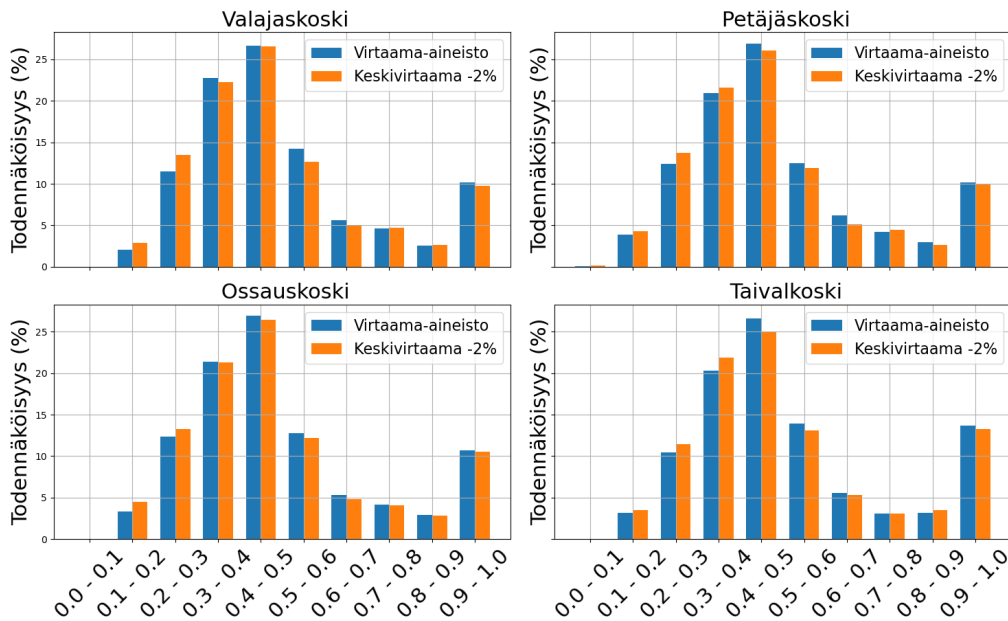 Valajaskoski
Todennäköisyys (%)
25
20
15
10
5
0
Virtaama-aineisto
Keskivirtaama -2%
Petäjäskoski
Todennäköisyys (%)
Virtaama-aineisto
Keskivirtaama -2%
Ossauskoski
Todennäköisyys (%)
25
20
15
10
5
0
Virtaama-aineisto
Keskivirtaama -2%
0.0 - 0.1
0.1 - 0.2
0.2 - 0.3
0.3 - 0.4
0.4 - 0.5
0.5 - 0.6
0.6 - 0.7
0.7 - 0.8
0.8 - 0.9
0.9 - 1.0
Taivalkoski
Todennäköisyys (%)
Virtaama-aineisto
Keskivirtaama -2%
0.0 - 0.1
0.1 - 0.2
0.2 - 0.3
0.3 - 0.4
0.4 - 0.5
0.5 - 0.6
0.6 - 0.7
0.7 - 0.8
0.8 - 0.9
0.9 - 1.0